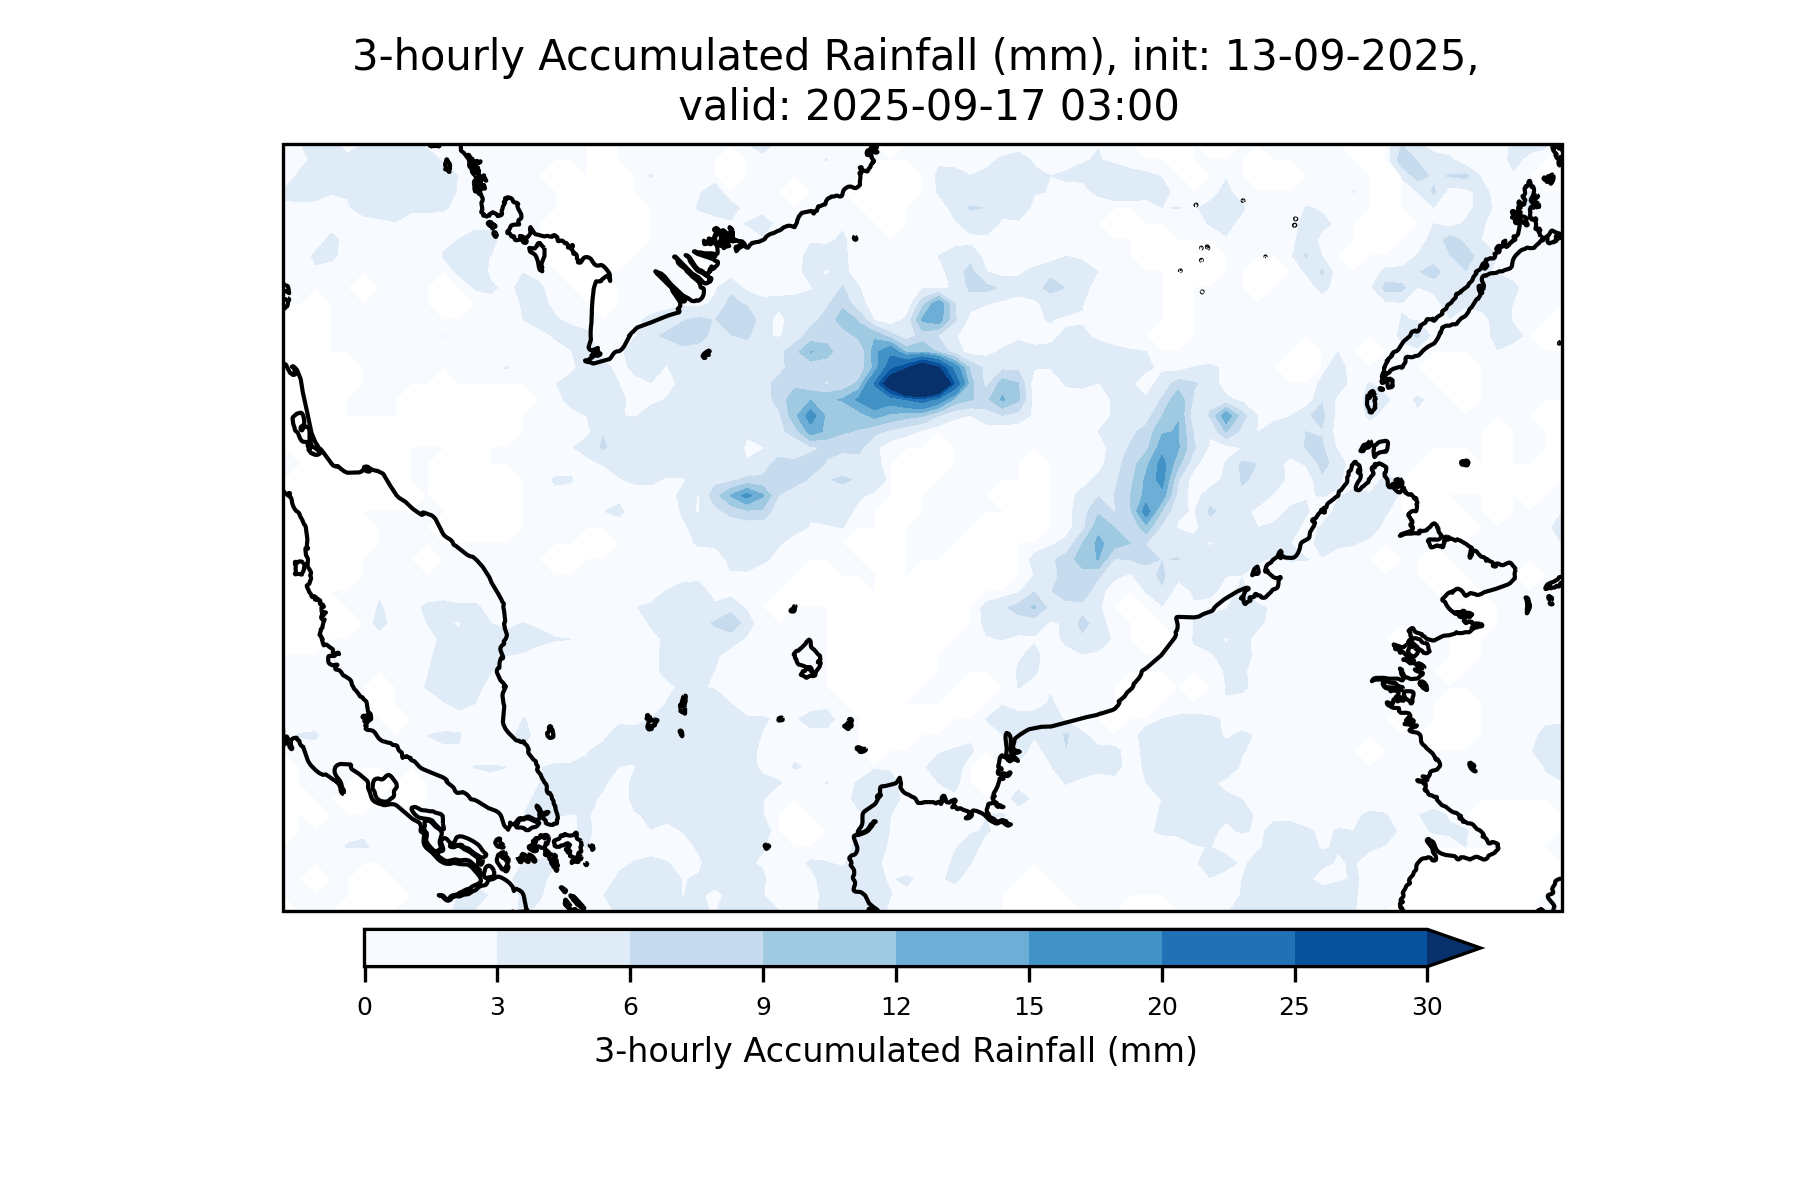 3-hourly Accumulated Rainfall (mm), init: 13-09-2025,
valid: 2025-09-17 03:00
0 3 6 9 12 15 20 25 30
3-hourly Accumulated Rainfall (mm)